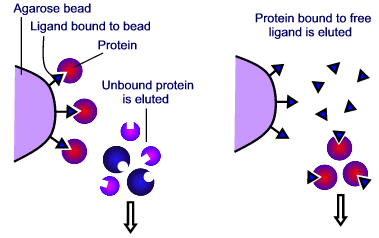 Agarose bead
Ligand bound to bead
Protein
Unbound protein
is eluted
Protein bound to free
ligand is eluted